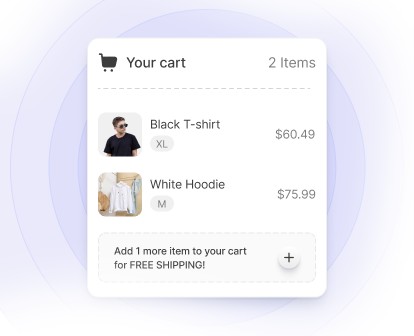 Your cart 2 Items
Black T-shirt
XL
$60.49
White Hoodie
M
$75.99
Add 1 more item to your cart
for FREE SHIPPING!